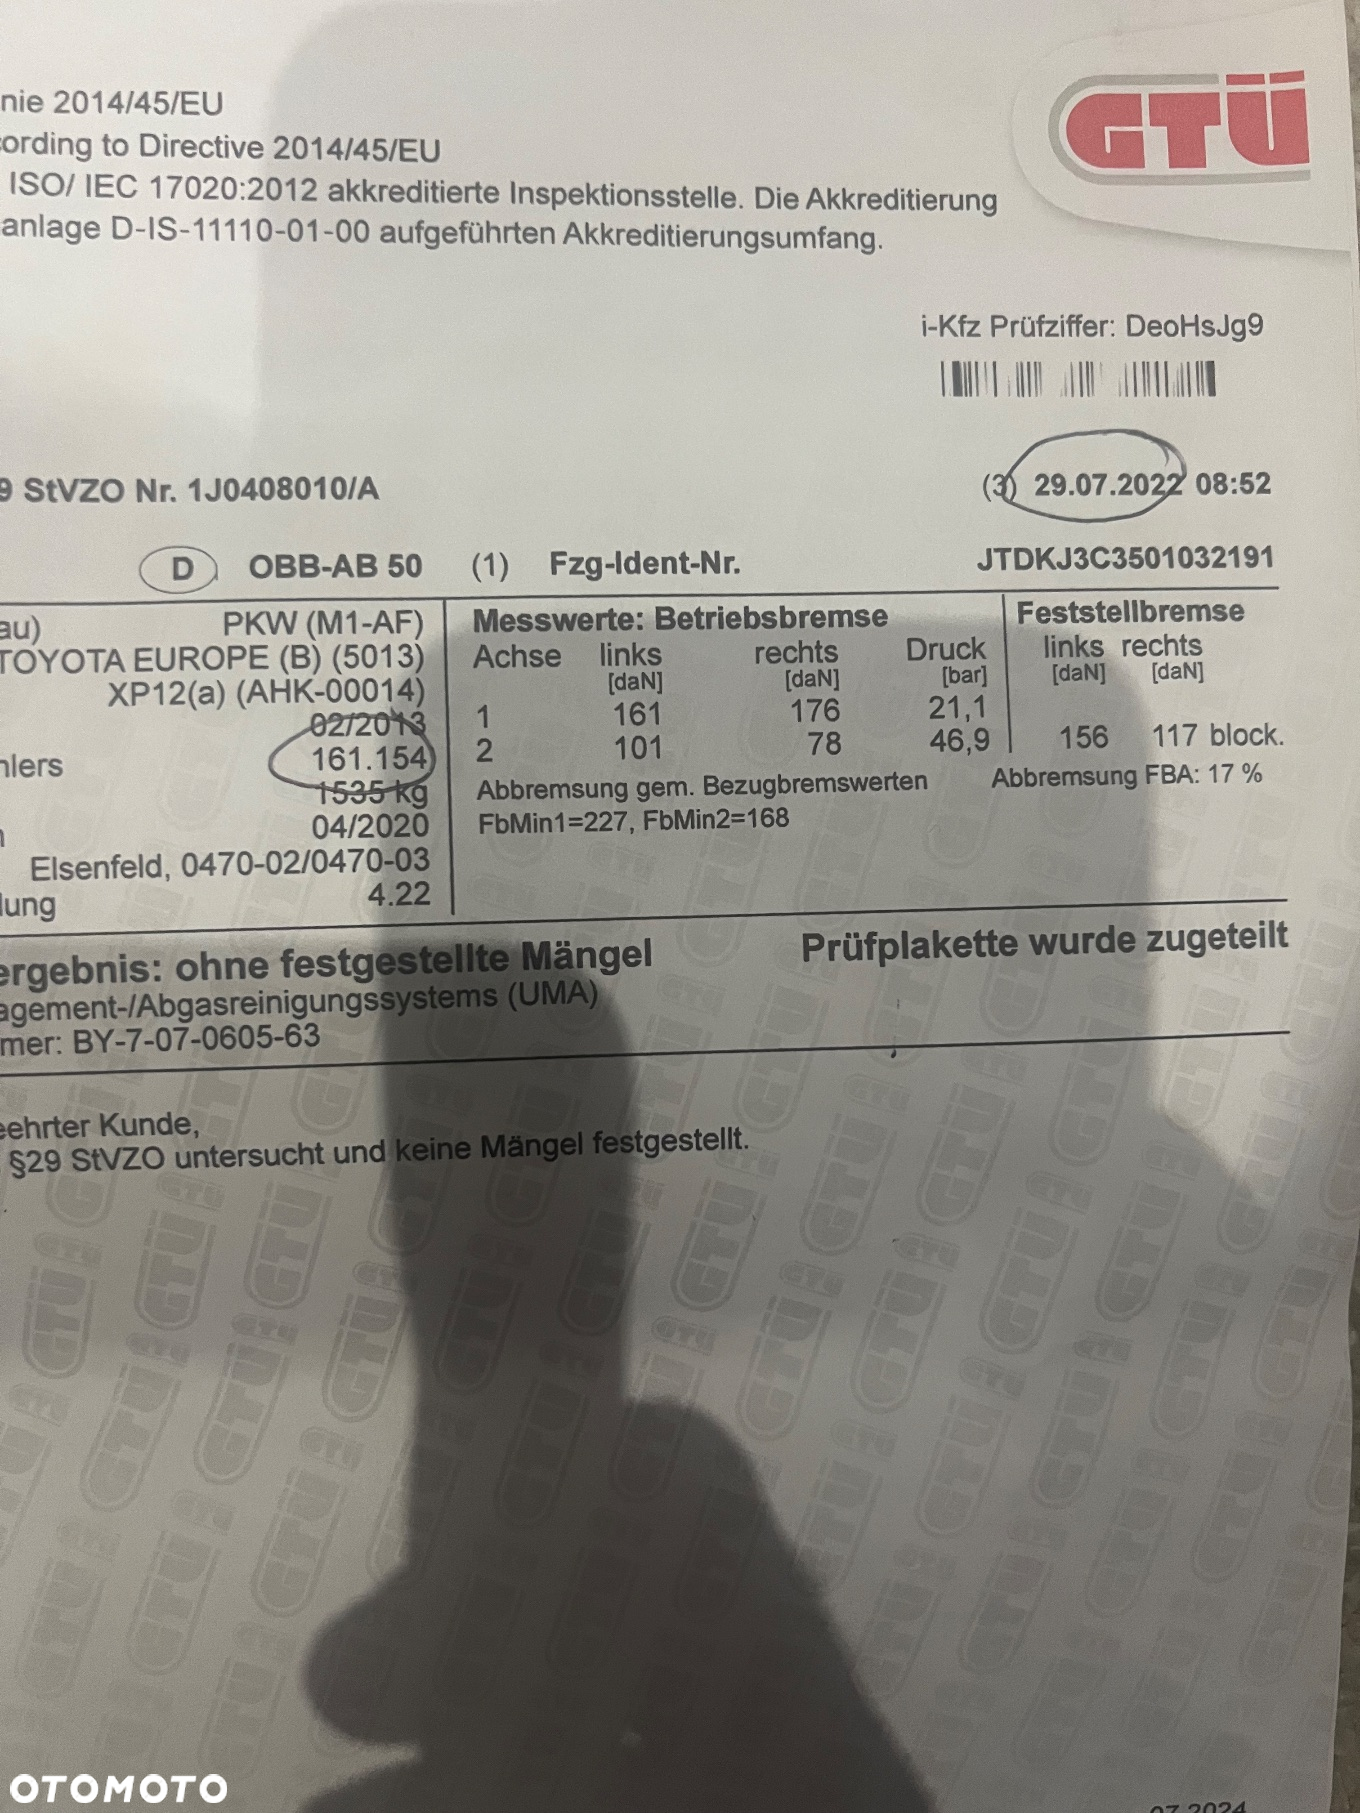 nie 2014/45/EU
cording to Directive 2014/45/EU
ISO/ IEC 17020:2012 akkreditierte Inspektionsstelle. Die Akkreditierung
anlage D-IS-11110-01-00 aufgeführten Akkreditierungsumfang.
GTÜ
i-Kfz Prüfziffer: DeoHsJg9
9 StVZO Nr. 1J0408010/A (3) 29.07.2022 08:52
D OBB-AB 50 (1) Fzg-Ident-Nr. JTDKJ3C3501032191
au) PKW (M1-AF)
TOYOTA EUROPE (B) (5013)
XP12(a) (AHK-00014)
02/2013
hlers 161.154
1535 kg
04/2020
Elsenfeld, 0470-02/0470-03
lung 4.22
Messwerte: Betriebsbremse Feststellbremse
Achse links rechts Druck links rechts
[daN] [daN] [bar] [daN] [daN]
1 161 176 21,1
2 101 78 46,9 156 117 block.
Abbremsung gem. Bezugbremswerten Abbremsung FBA: 17 %
FbMin1=227, FbMin2=168
ergebnis: ohne festgestellte Mängel Prüfplakette wurde zugeteilt
agement-/Abgasreinigungssystems (UMA)
mer: BY-7-07-0605-63
eehrter Kunde,
§29 StVZO untersucht und keine Mängel festgestellt.
OTOMOTO
07.2024